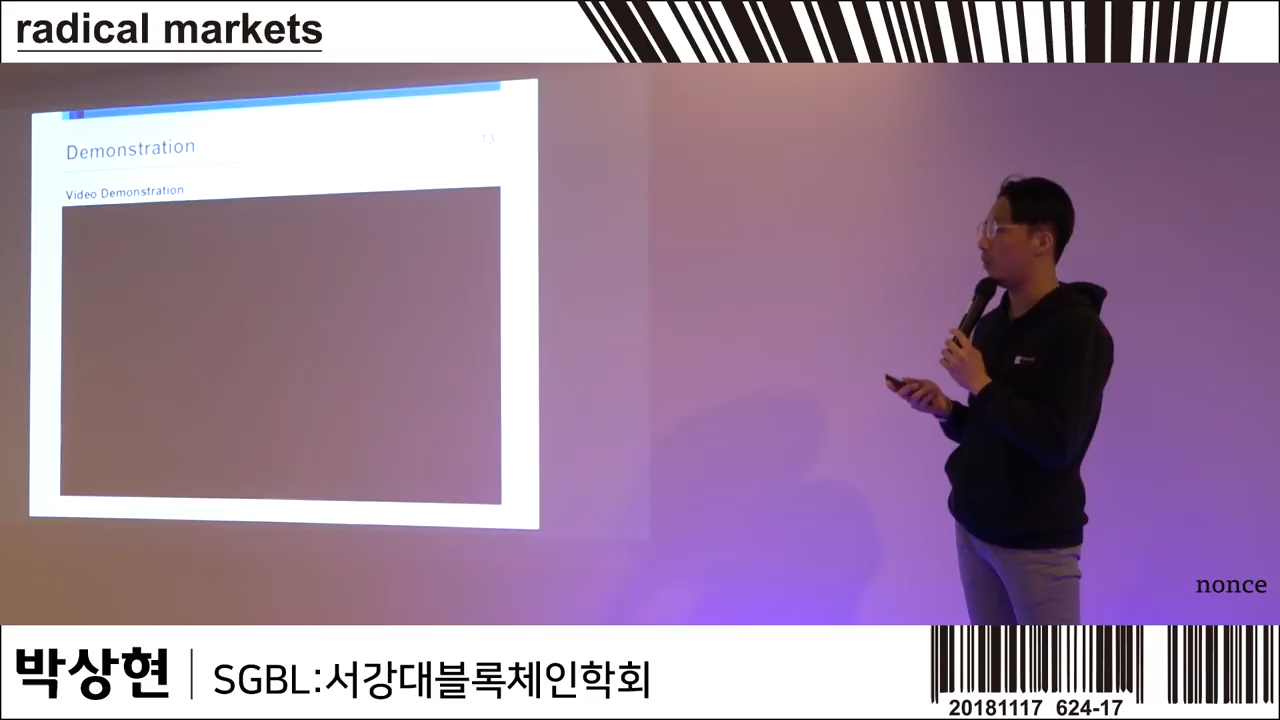 radical markets
Demonstration
13
Video Demonstration
nonce
박상현
SGBL:서강대블록체인학회
20181117 624-17